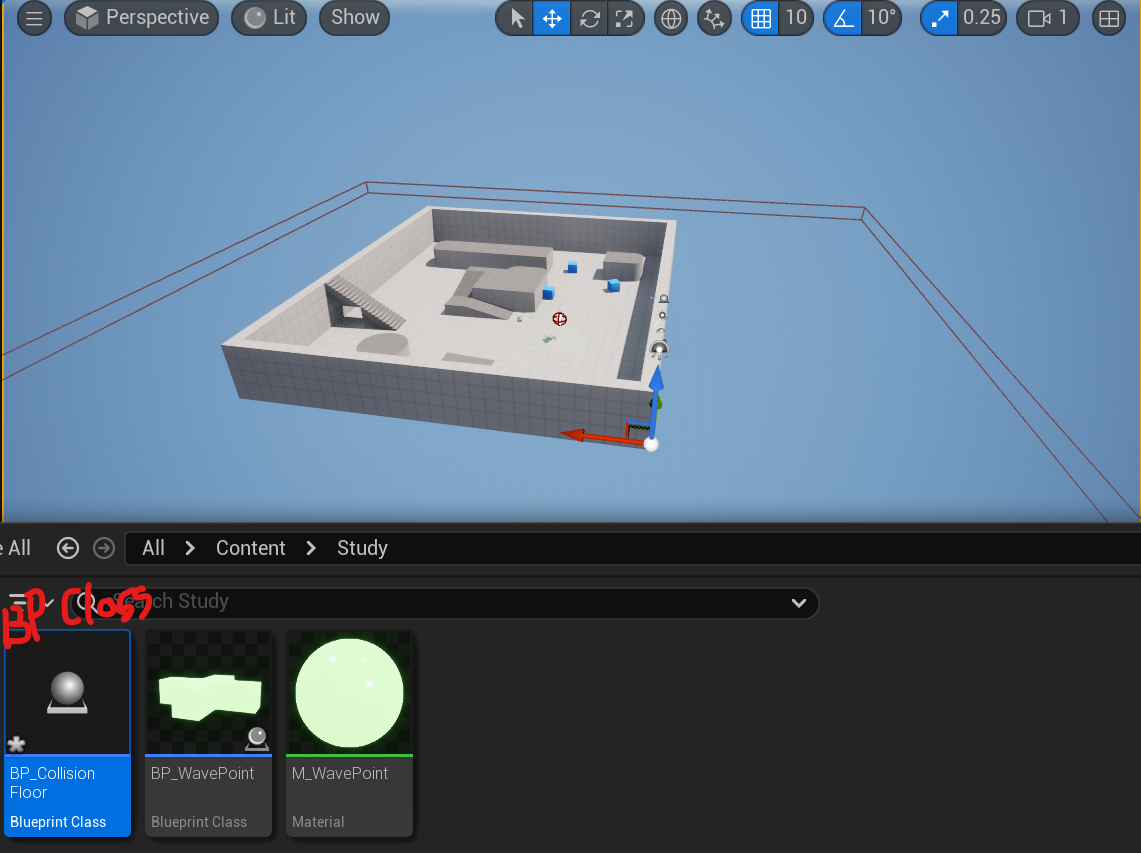 Perspective Lit Show 10 10° 0.25 1
All All > Content > Study
BP Class
Search Study
BP_Collision
Floor
Blueprint Class
BP_WavePoint
Blueprint Class
M_WavePoint
Material